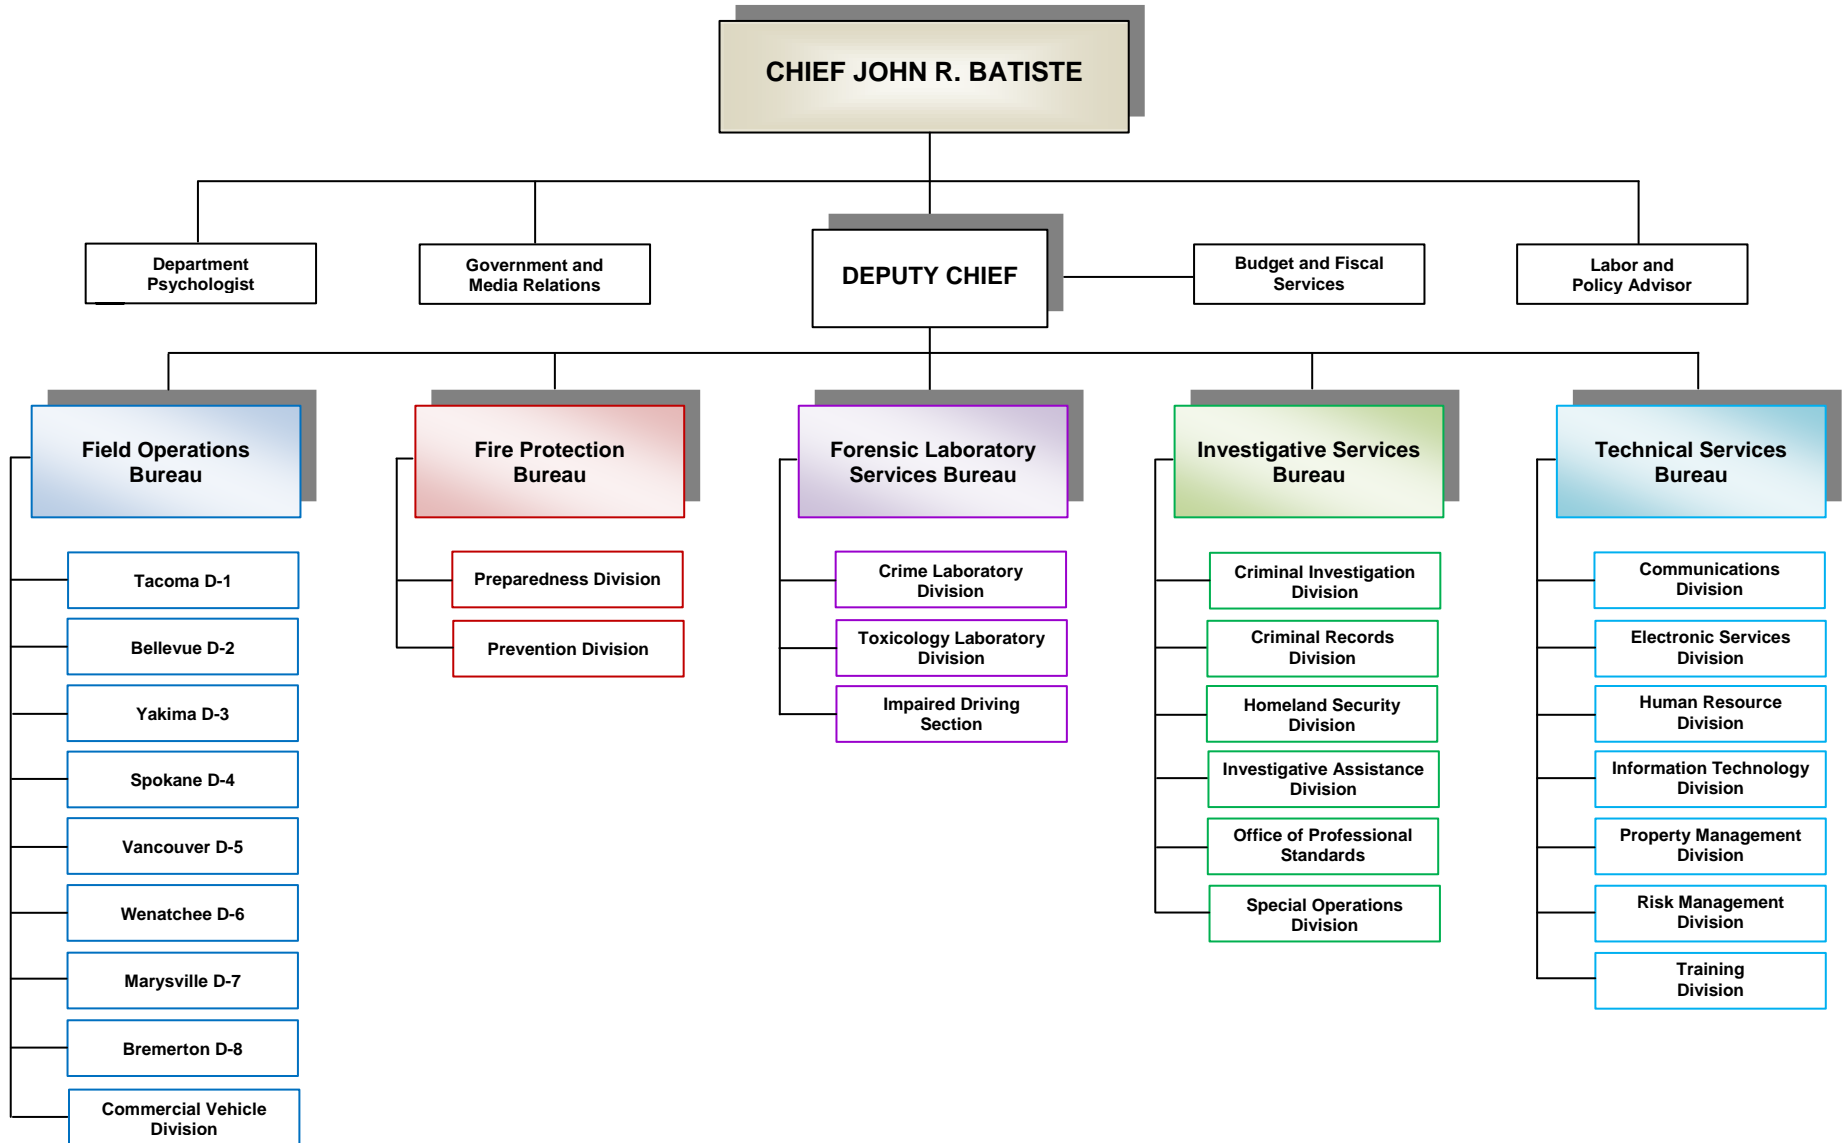 CHIEF JOHN R. BATISTE
Department
Psychologist
Government and
Media Relations
DEPUTY CHIEF
Budget and Fiscal
Services
Labor and
Policy Advisor
Field Operations
Bureau
Tacoma D-1
Bellevue D-2
Yakima D-3
Spokane D-4
Vancouver D-5
Wenatchee D-6
Marysville D-7
Bremerton D-8
Commercial Vehicle
Division
Fire Protection
Bureau
Preparedness Division
Prevention Division
Forensic Laboratory
Services Bureau
Crime Laboratory
Division
Toxicology Laboratory
Division
Impaired Driving
Section
Investigative Services
Bureau
Criminal Investigation
Division
Criminal Records
Division
Homeland Security
Division
Investigative Assistance
Division
Office of Professional
Standards
Special Operations
Division
Technical Services
Bureau
Communications
Division
Electronic Services
Division
Human Resource
Division
Information Technology
Division
Property Management
Division
Risk Management
Division
Training
Division